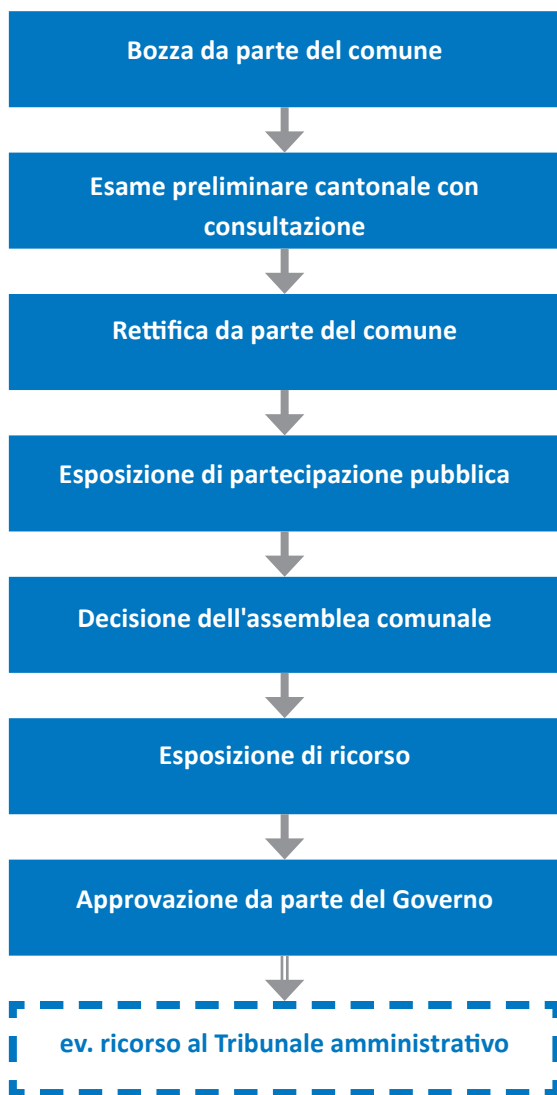 Bozza da parte del comune
Esame preliminare cantonale con
consultazione
Rettifica da parte del comune
Esposizione di partecipazione pubblica
Decisione dell'assemblea comunale
Esposizione di ricorso
Approvazione da parte del Governo
ev. ricorso al Tribunale amministrativo